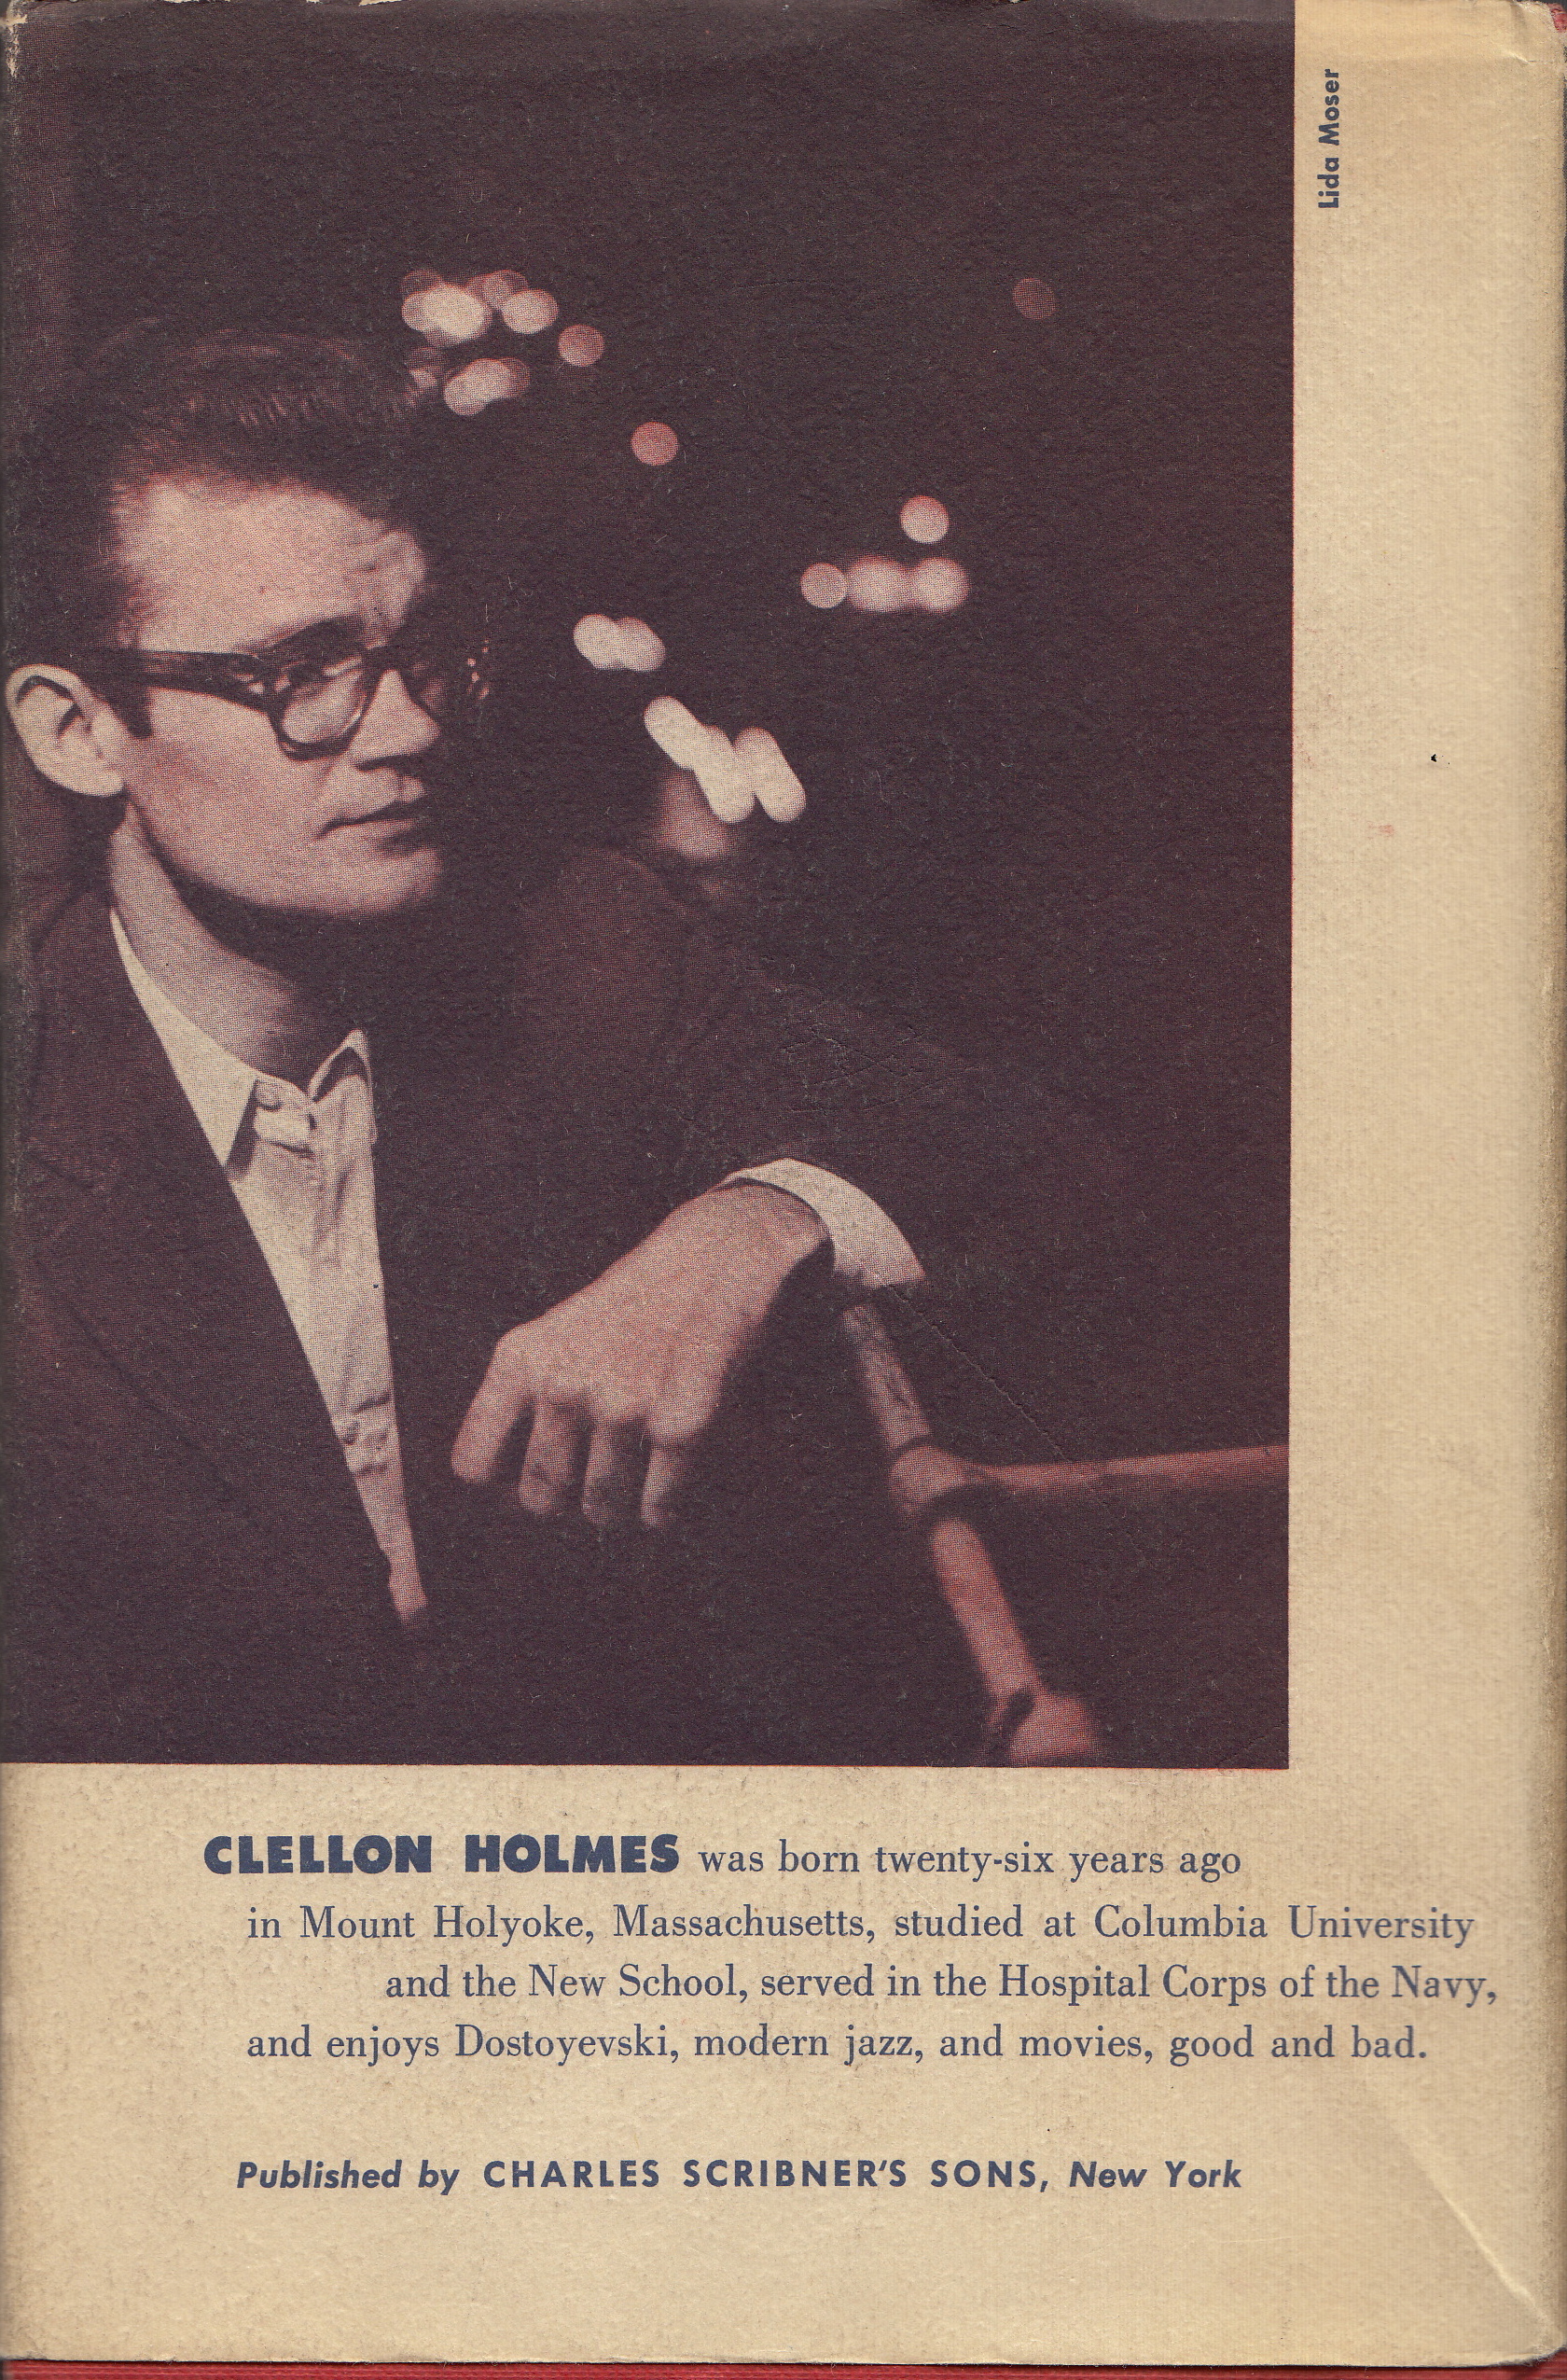 Lida Moser
CLELLON HOLMES was born twenty-six years ago
in Mount Holyoke, Massachusetts, studied at Columbia University
and the New School, served in the Hospital Corps of the Navy,
and enjoys Dostoyevski, modern jazz, and movies, good and bad.
Published by CHARLES SCRIBNER'S SONS, New York